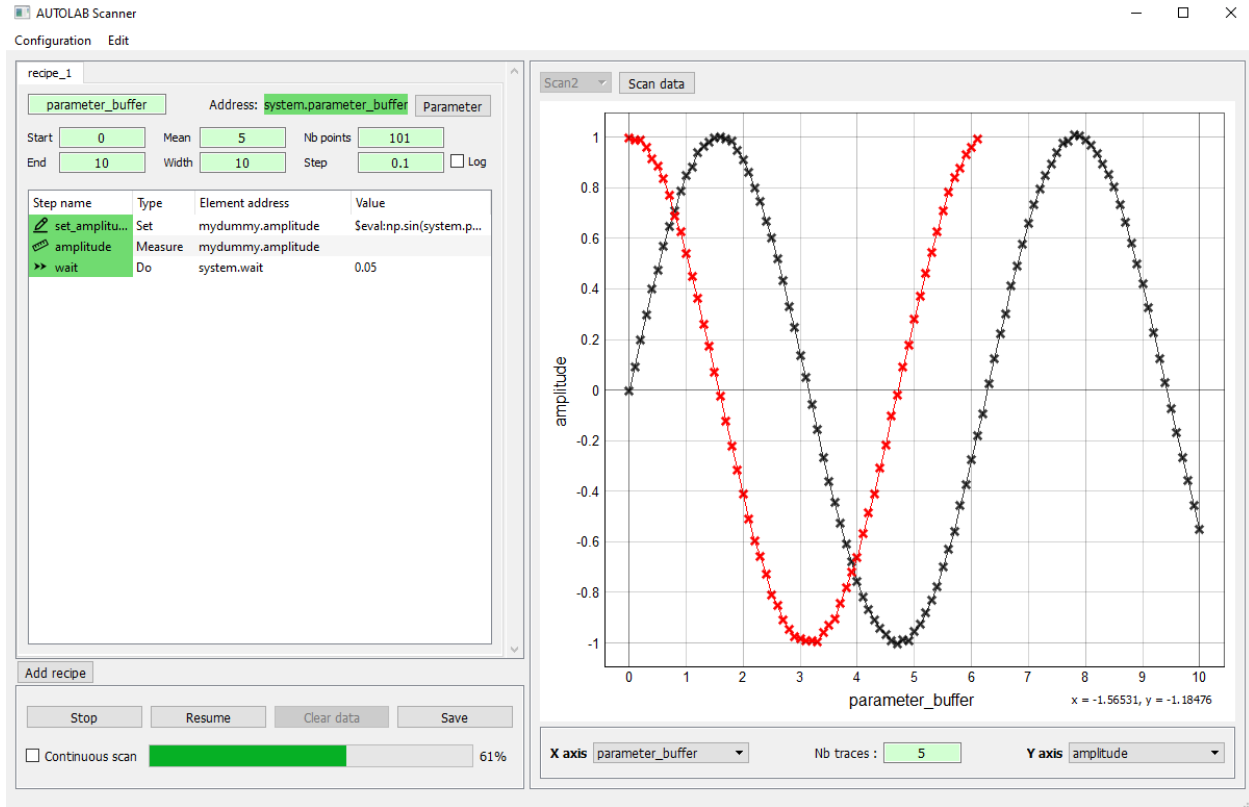 AUTOLAB Scanner
Configuration Edit
recipe_1
parameter_buffer Address: system.parameter_buffer Parameter
Start 0 Mean 5 Nb points 101
End 10 Width 10 Step 0.1 Log
Step name Type Element address Value
set_amplitu... Set mydummy.amplitude $eval:np.sin(system.p...
amplitude Measure mydummy.amplitude
wait Do system.wait 0.05
Add recipe
Stop Resume Clear data Save
Continuous scan 61%
Scan2 Scan data
1
0.8
0.6
0.4
0.2
0
-0.2
-0.4
-0.6
-0.8
-1
amplitude
0 1 2 3 4 5 6 7 8 9 10
parameter_buffer x = -1.56531, y = -1.18476
X axis parameter_buffer Nb traces : 5 Y axis amplitude